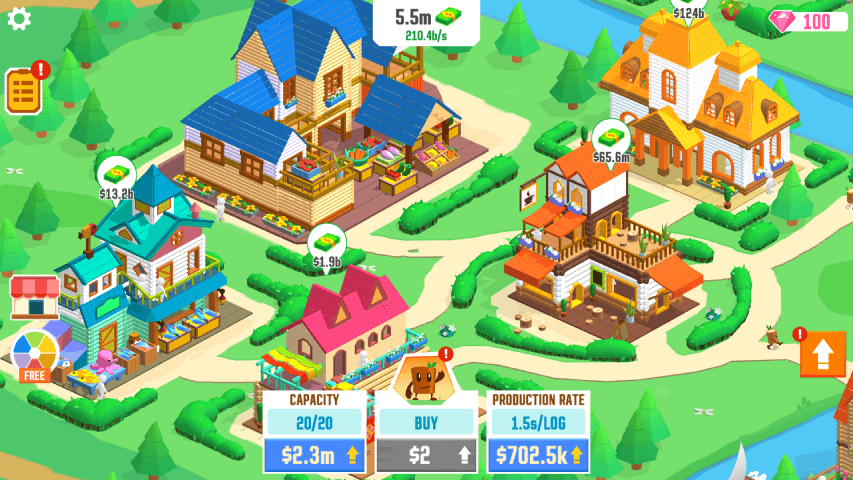 5.5m
210.4b/s
$124b
100
!
$65.6m
$13.2b
$1.9b
FREE
!
!
CAPACITY
20/20
$2.3m
BUY
$2
PRODUCTION RATE
1.5s/LOG
$702.5k